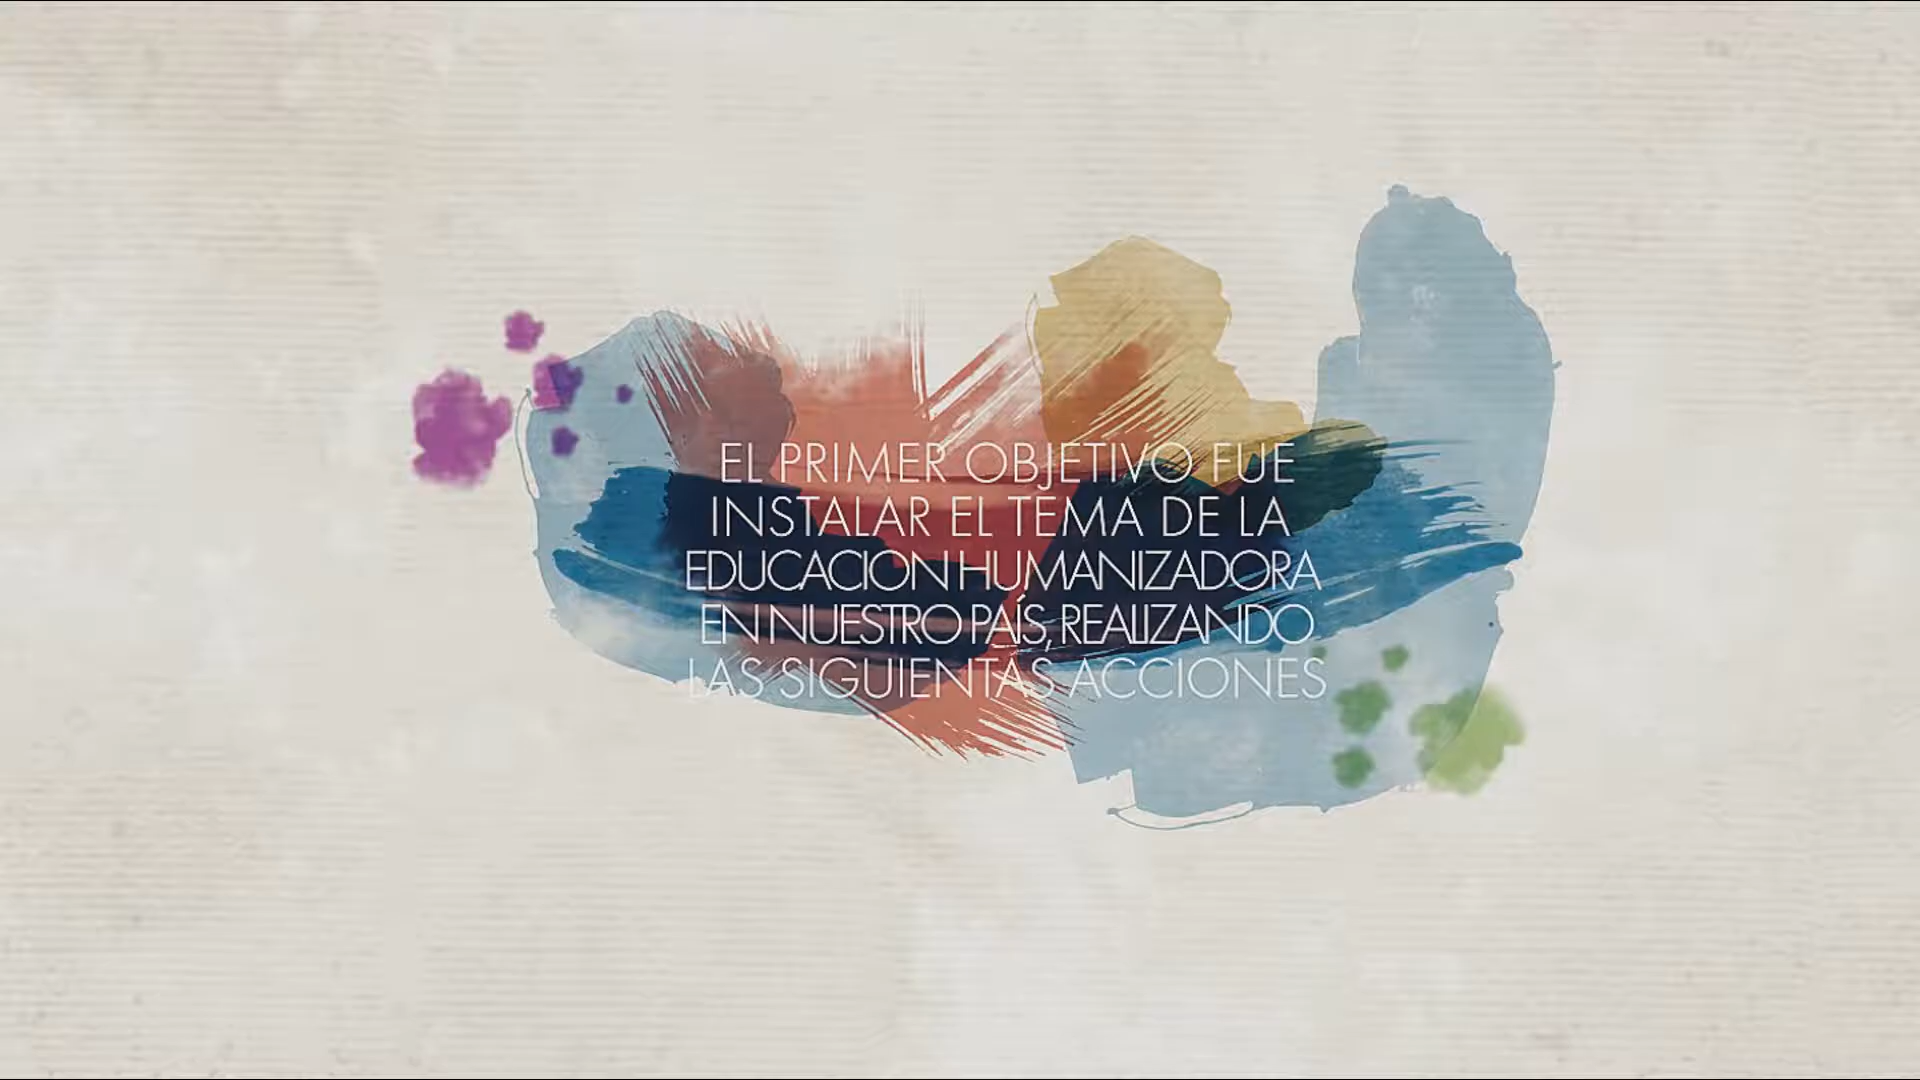 EL PRIMER OBJETIVO FUE
INSTALAR EL TEMA DE LA
EDUCACION HUMANIZADORA
EN NUESTRO PAÍS, REALIZANDO
LAS SIGUIENTAS ACCIONES